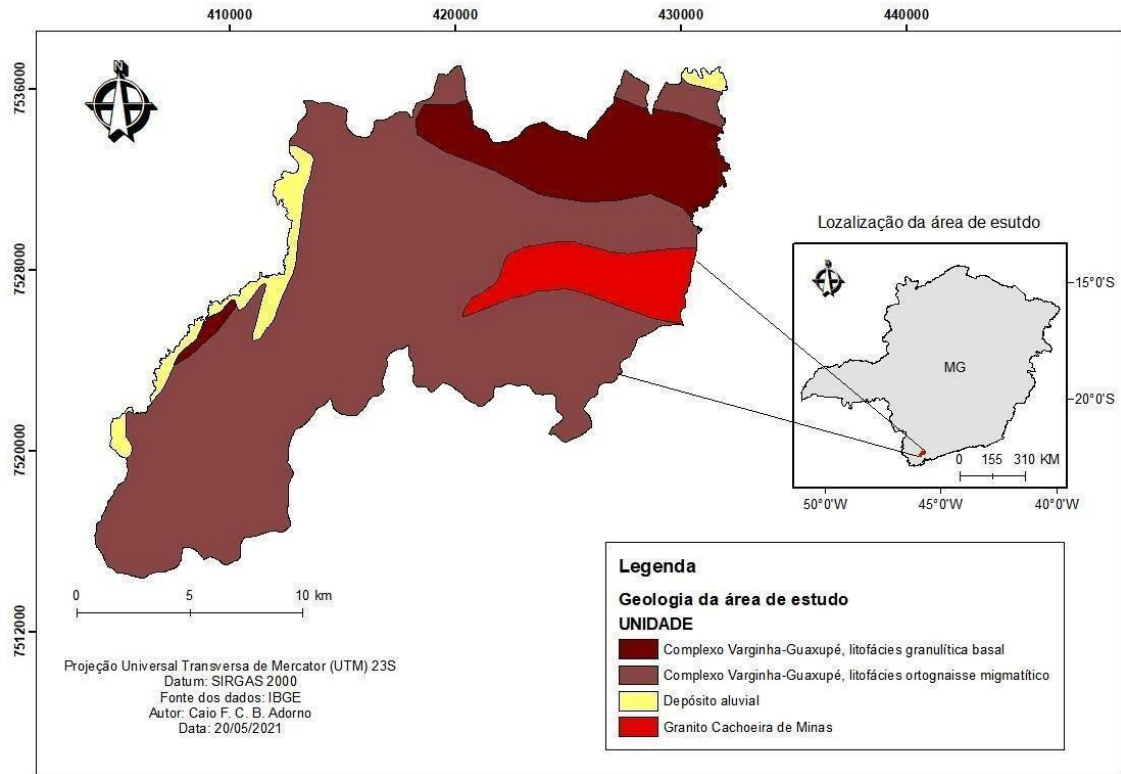 410000 420000 430000 440000
N
7536000
7528000
7520000
7512000
Lozalização da área de esutdo
N
15°0'S
MG
20°0'S
0 155 310 KM
50°0'W 45°0'W 40°0'W
0 5 10 km
Projeção Universal Transversa de Mercator (UTM) 23S
Datum: SIRGAS 2000
Fonte dos dados: IBGE
Autor: Caio F. C. B. Adorno
Data: 20/05/2021
Legenda
Geologia da área de estudo
UNIDADE
Complexo Varginha-Guaxupé, litofácies granulítica basal
Complexo Varginha-Guaxupé, litofácies ortognaisse migmatítico
Depósito aluvial
Granito Cachoeira de Minas